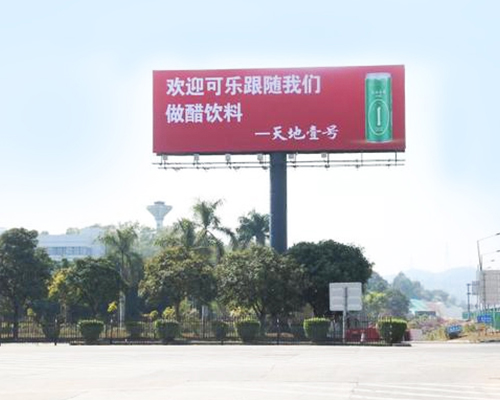 欢迎可乐跟随我们
做醋饮料
—天地壹号